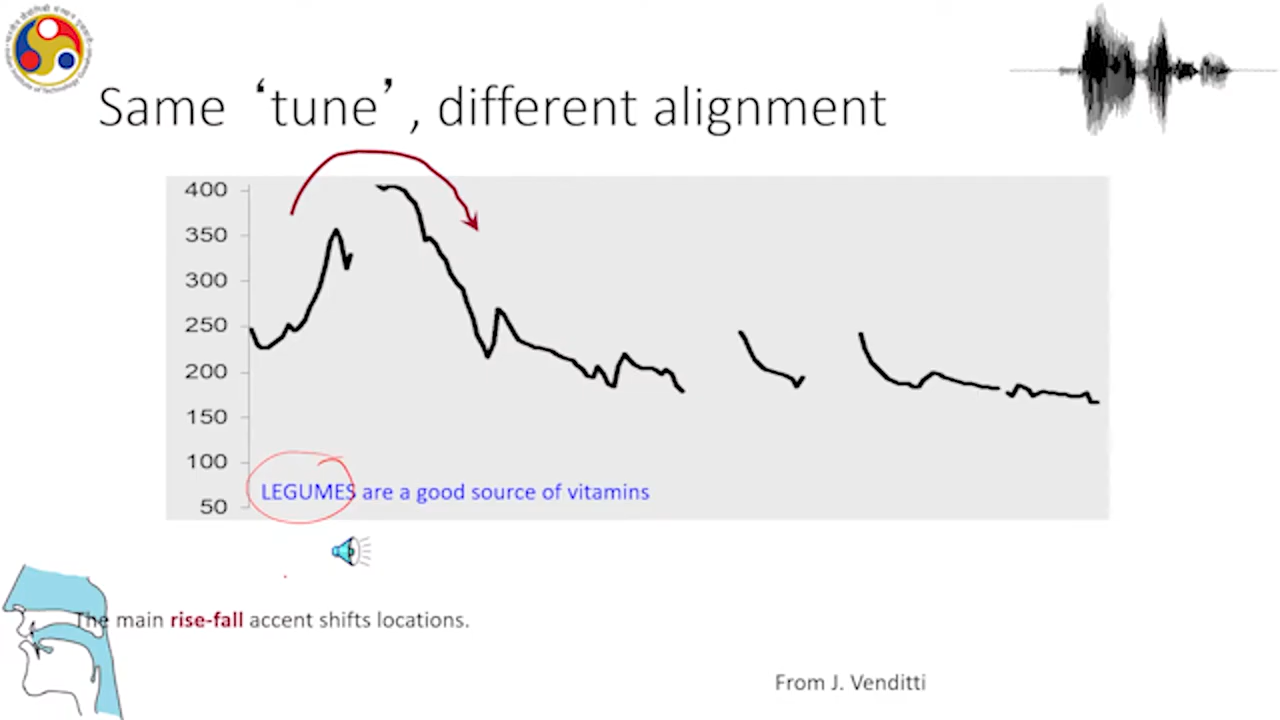 Same ‘tune’, different alignment
400
350
300
250
200
150
100
50
LEGUMES are a good source of vitamins
The main rise-fall accent shifts locations.
From J. Venditti